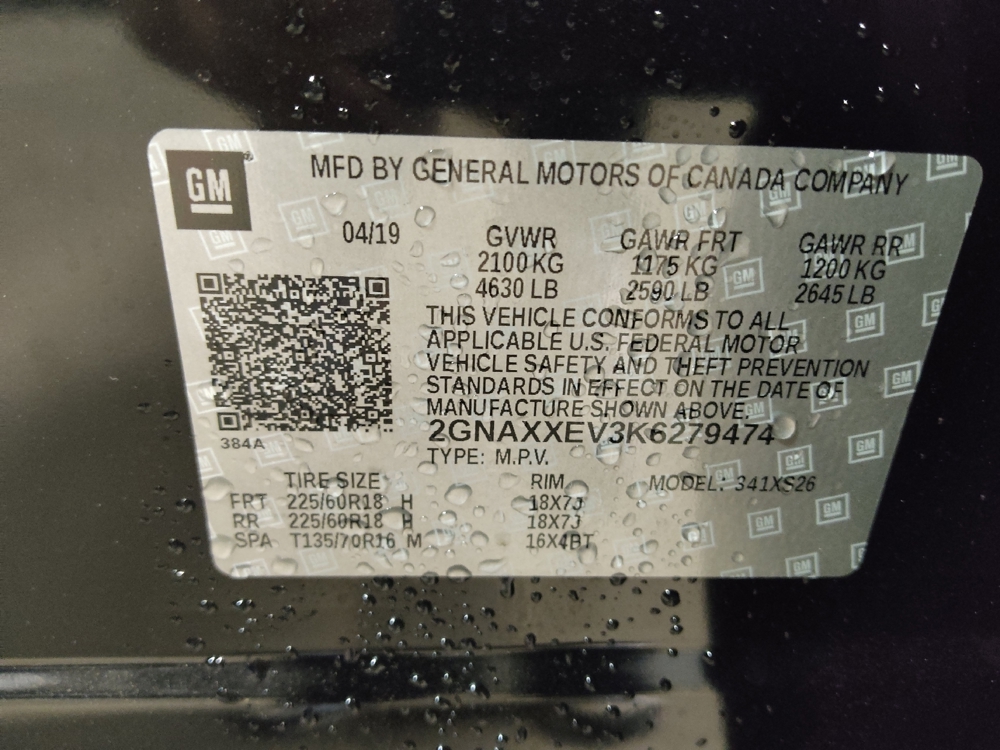 GM
MFD BY GENERAL MOTORS OF CANADA COMPANY
04/19 GVWR GAWR FRT GAWR RR
2100 KG 1175 KG 1200 KG
4630 LB 2590 LB 2645 LB
THIS VEHICLE CONFORMS TO ALL
APPLICABLE U.S. FEDERAL MOTOR
VEHICLE SAFETY AND THEFT PREVENTION
STANDARDS IN EFFECT ON THE DATE OF
MANUFACTURE SHOWN ABOVE.
384A 2GNAXXEV3K6279474
TYPE: M.P.V.
TIRE SIZE RIM MODEL: 341XS26
FRT 225/60R18 H 18X7J
RR 225/60R18 H 18X7J
SPA T135/70R16 M 16X4BT